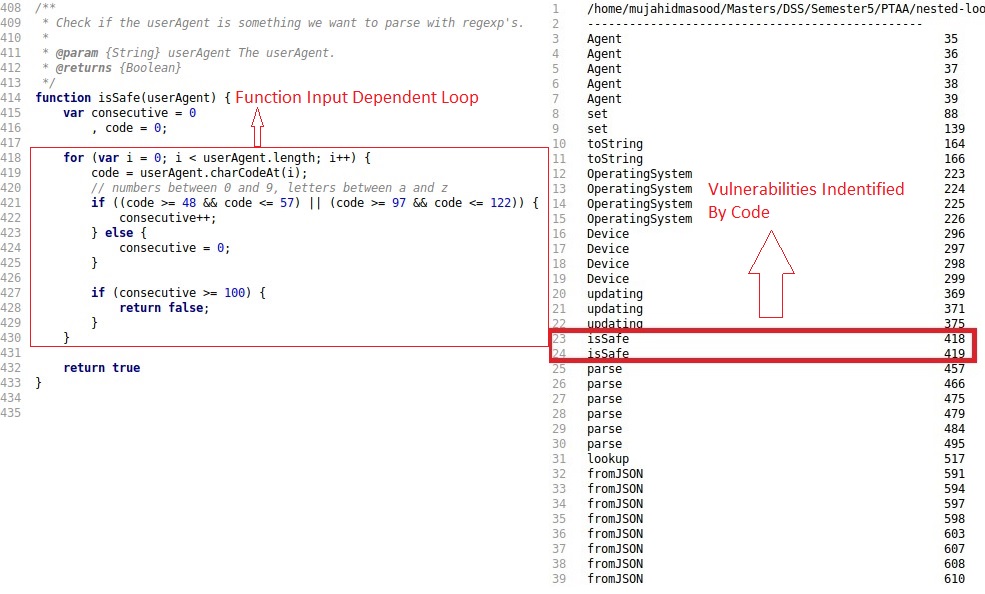 408 /**
409  * Check if the userAgent is something we want to parse with regexp's.
410  *
411  * @param {String} userAgent The userAgent.
412  * @returns {Boolean}
413  */
414 function isSafe(userAgent) { Function Input Dependent Loop
415     var consecutive = 0
416         , code = 0;
417
418     for (var i = 0; i < userAgent.length; i++) {
419         code = userAgent.charCodeAt(i);
420         // numbers between 0 and 9, letters between a and z
421         if ((code >= 48 && code <= 57) || (code >= 97 && code <= 122)) {
422             consecutive++;
423         } else {
424             consecutive = 0;
425         }
426
427         if (consecutive >= 100) {
428             return false;
429         }
430     }
431
432     return true
433 }
434
435
1 /home/mujahidmasood/Masters/DSS/Semester5/PTAA/nested-loo
2 ------------------------------------------------
3 Agent 35
4 Agent 36
5 Agent 37
6 Agent 38
7 Agent 39
8 set 88
9 set 139
10 toString 164
11 toString 166
12 OperatingSystem 223
13 OperatingSystem 224
14 OperatingSystem 225
15 OperatingSystem 226
Vulnerabilities Indentified
By Code
16 Device 296
17 Device 297
18 Device 298
19 Device 299
20 updating 369
21 updating 371
22 updating 375
23 isSafe 418
24 isSafe 419
25 parse 457
26 parse 466
27 parse 475
28 parse 479
29 parse 484
30 parse 495
31 lookup 517
32 fromJSON 591
33 fromJSON 594
34 fromJSON 597
35 fromJSON 598
36 fromJSON 603
37 fromJSON 607
38 fromJSON 608
39 fromJSON 610